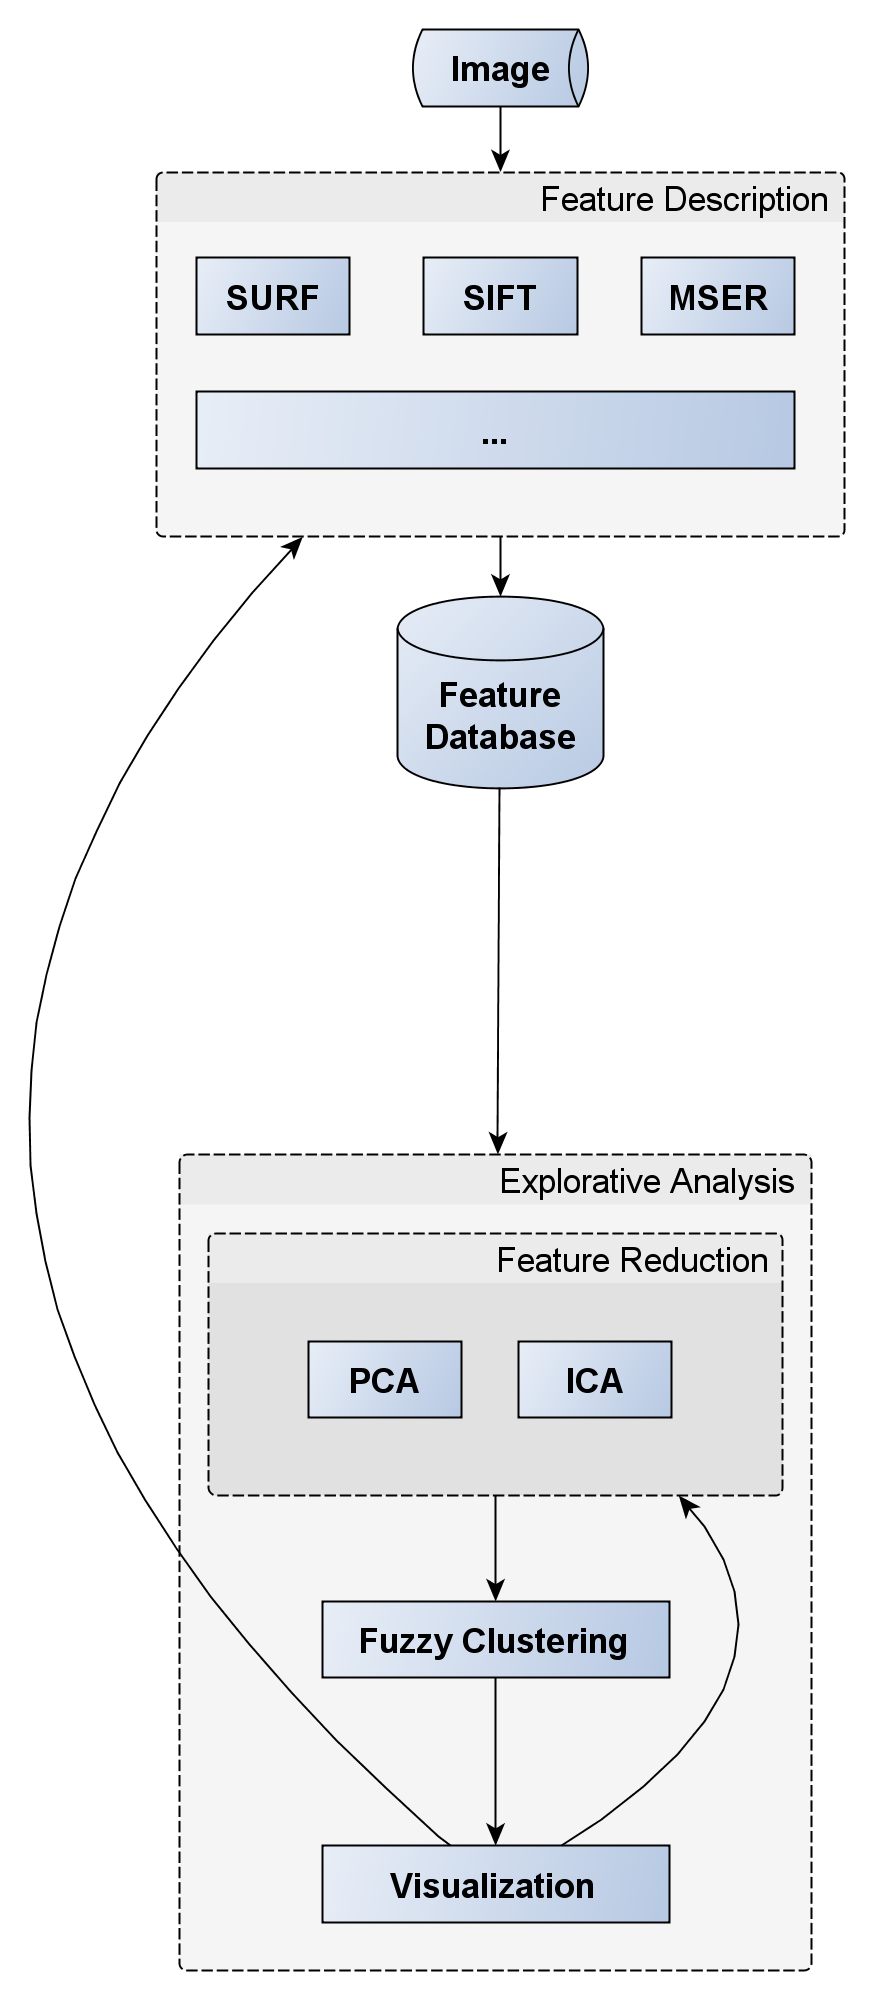 Image
Feature Description
SURF
SIFT
MSER
...
Feature
Database
Explorative Analysis
Feature Reduction
PCA
ICA
Fuzzy Clustering
Visualization